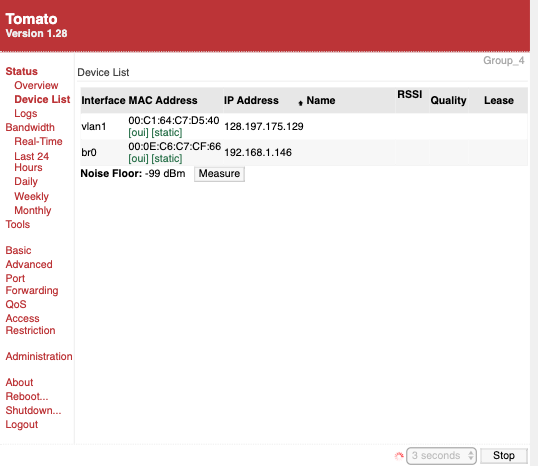 Tomato
Version 1.28
Group_4
Status
Overview
Device List
Logs
Bandwidth
Real-Time
Last 24
Hours
Daily
Weekly
Monthly
Tools
Basic
Advanced
Port
Forwarding
QoS
Access
Restriction
Administration
About
Reboot...
Shutdown...
Logout
Device List
Interface MAC Address IP Address Name RSSI Quality Lease
vlan1 00:C1:64:C7:D5:40 128.197.175.129
[oui] [static]
br0 00:0E:C6:C7:CF:66 192.168.1.146
[oui] [static]
Noise Floor: -99 dBm Measure
3 seconds Stop